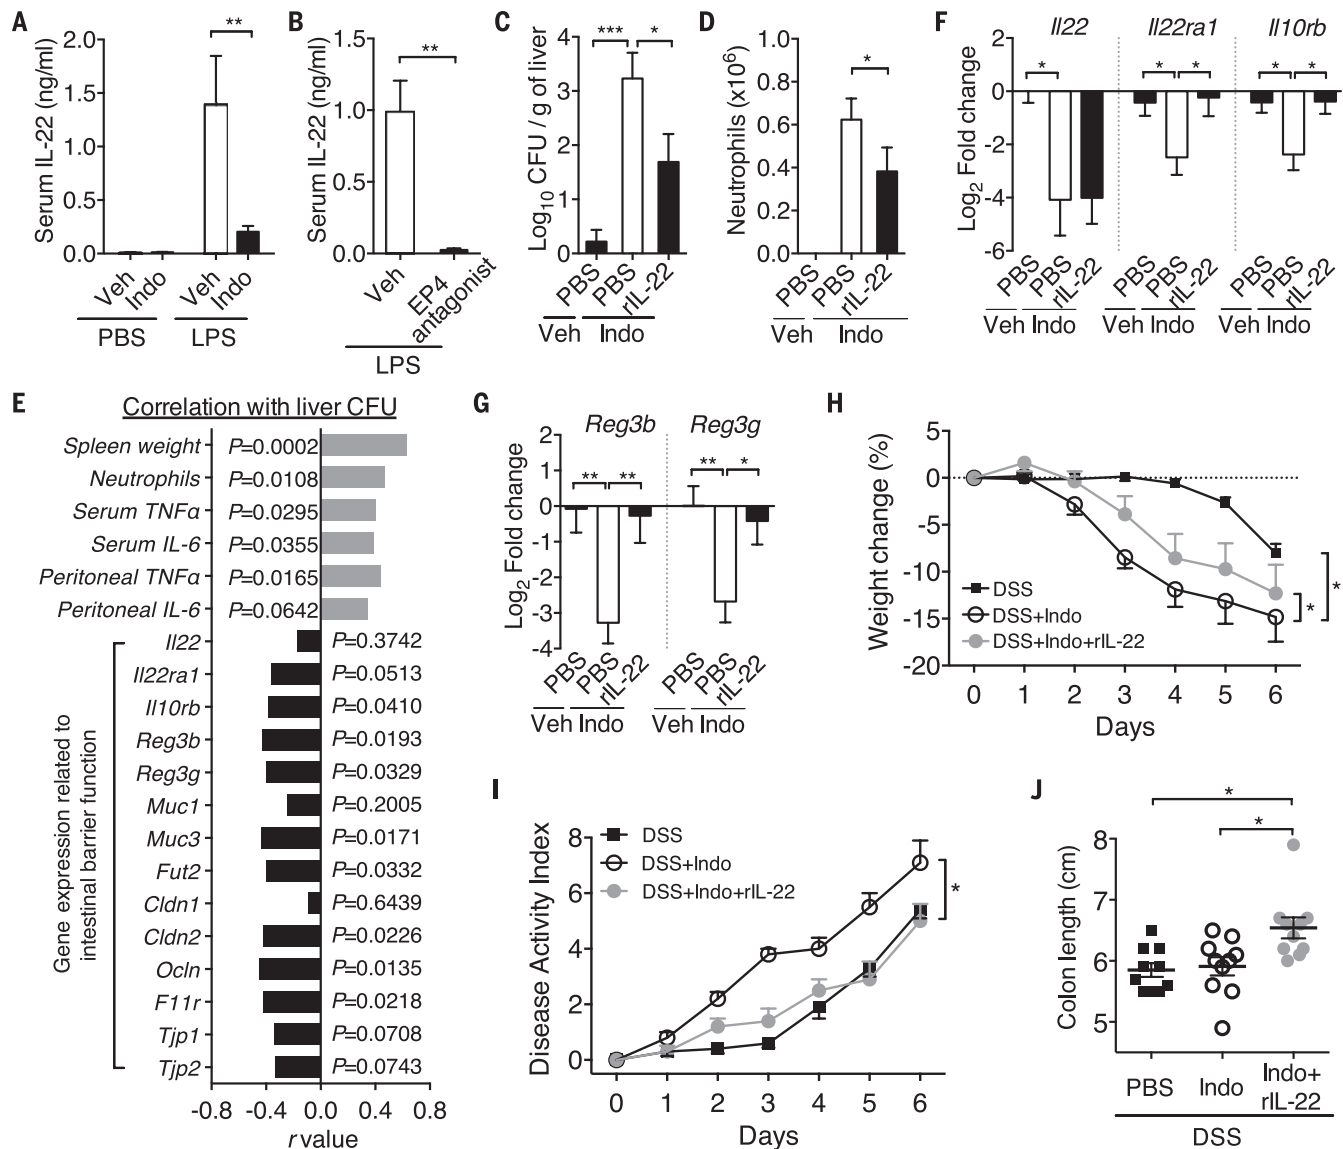 A
Serum IL-22 (ng/ml)
2.0
1.5
1.0
0.5
0.0
**
Veh
Indo
Veh
Indo
PBS
LPS
B
Serum IL-22 (ng/ml)
1.5
1.0
0.5
0.0
**
Veh
EP4
antagonist
LPS
C
Log10 CFU / g of liver
4
3
2
1
0
***
*
PBS
PBS
rIL-22
Veh
Indo
D
Neutrophils (x10^6)
1.0
0.8
0.6
0.4
0.2
0.0
*
PBS
PBS
rIL-22
Veh
Indo
F
Il22
Il22ra1
Il10rb
Log2 Fold change
2
0
-2
-4
-6
*
*
*
*
*
PBS
PBS
rIL-22
PBS
PBS
rIL-22
PBS
PBS
rIL-22
Veh Indo
Veh Indo
Veh Indo
E
Correlation with liver CFU
Spleen weight P=0.0002
Neutrophils P=0.0108
Serum TNFα P=0.0295
Serum IL-6 P=0.0355
Peritoneal TNFα P=0.0165
Peritoneal IL-6 P=0.0642
Il22 P=0.3742
Il22ra1 P=0.0513
Il10rb P=0.0410
Reg3b P=0.0193
Reg3g P=0.0329
Muc1 P=0.2005
Muc3 P=0.0171
Fut2 P=0.0332
Cldn1 P=0.6439
Cldn2 P=0.0226
Ocln P=0.0135
F11r P=0.0218
Tjp1 P=0.0708
Tjp2 P=0.0743
Gene expression related to
intestinal barrier function
-0.8 -0.4 0.0 0.4 0.8
r value
G
Reg3b
Reg3g
Log2 Fold change
2
1
0
-1
-2
-3
-4
**
**
**
*
PBS
PBS
rIL-22
PBS
PBS
rIL-22
Veh Indo
Veh Indo
H
Weight change (%)
5
0
-5
-10
-15
-20
DSS
DSS+Indo
DSS+Indo+rIL-22
*
*
0 1 2 3 4 5 6
Days
I
Disease Activity Index
8
6
4
2
0
DSS
DSS+Indo
DSS+Indo+rIL-22
*
0 1 2 3 4 5 6
Days
J
Colon length (cm)
8
7
6
5
*
*
PBS
Indo
Indo+
rIL-22
DSS